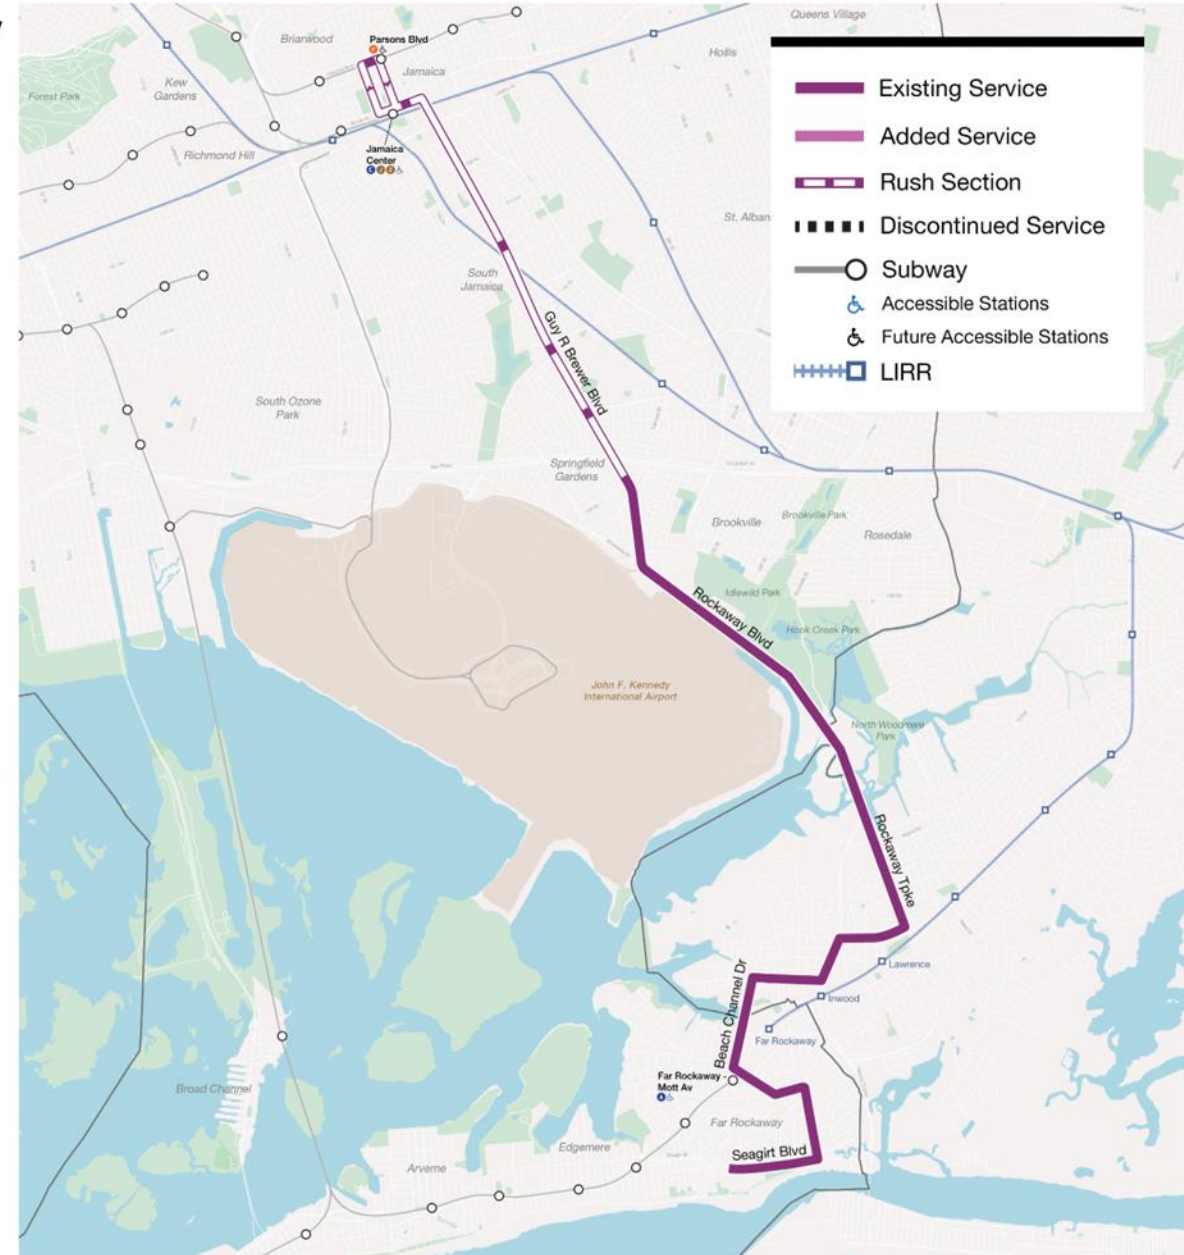 Queens Village
Briarwood
Parsons Blvd
F
Hollis
Jamaica
Kew
Gardens
Forest Park
Existing Service
Added Service
Jamaica
Center
E J Z
Richmond Hill
Rush Section
St. Alban
Discontinued Service
Subway
South
Jamaica
Accessible Stations
Future Accessible Stations
Guy R Brewer Blvd
LIRR
South Ozone
Park
Springfield
Gardens
Brookville
Brookville Park
Rosedale
Idlewild Park
Rockaway Blvd
Hook Creek Park
John F. Kennedy
International Airport
North Woodmere
Park
Rockaway Tpke
Lawrence
Inwood
Beach Channel Dr
Far Rockaway
Far Rockaway -
Mott Av
A
Broad Channel
Far Rockaway
Edgemere
Seagirt Blvd
Arverne